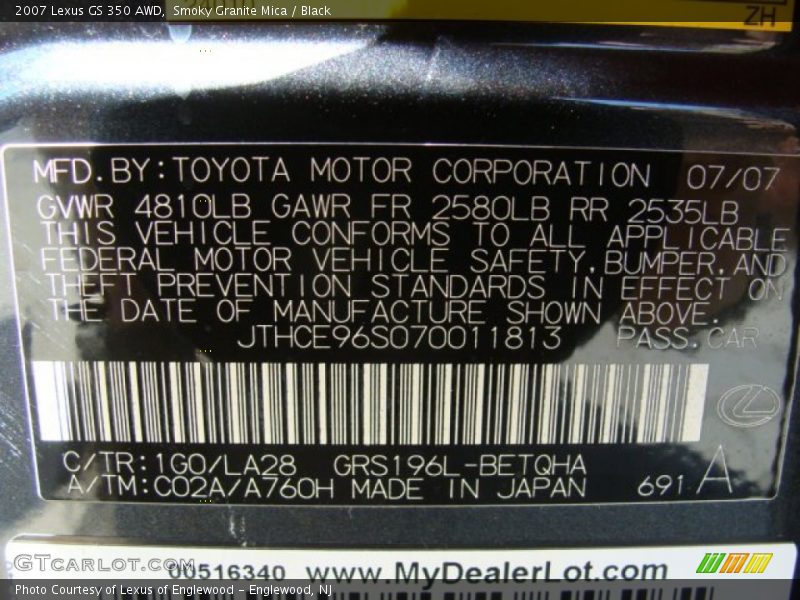 2007 Lexus GS 350 AWD, Smoky Granite Mica / Black
ZH
MFD.BY:TOYOTA MOTOR CORPORATION 07/07
GVWR 4810LB GAWR FR 2580LB RR 2535LB
THIS VEHICLE CONFORMS TO ALL APPLICABLE
FEDERAL MOTOR VEHICLE SAFETY,BUMPER,AND
THEFT PREVENTION STANDARDS IN EFFECT ON
THE DATE OF MANUFACTURE SHOWN ABOVE.
JTHCE96S070011813 PASS.CAR
C/TR:1G0/LA28 GRS196L-BETQHA
A/TM:C02A/A760H MADE IN JAPAN 691 A
GTCARLOT.COM
00516340 www.MyDealerLot.com
Photo Courtesy of Lexus of Englewood - Englewood, NJ